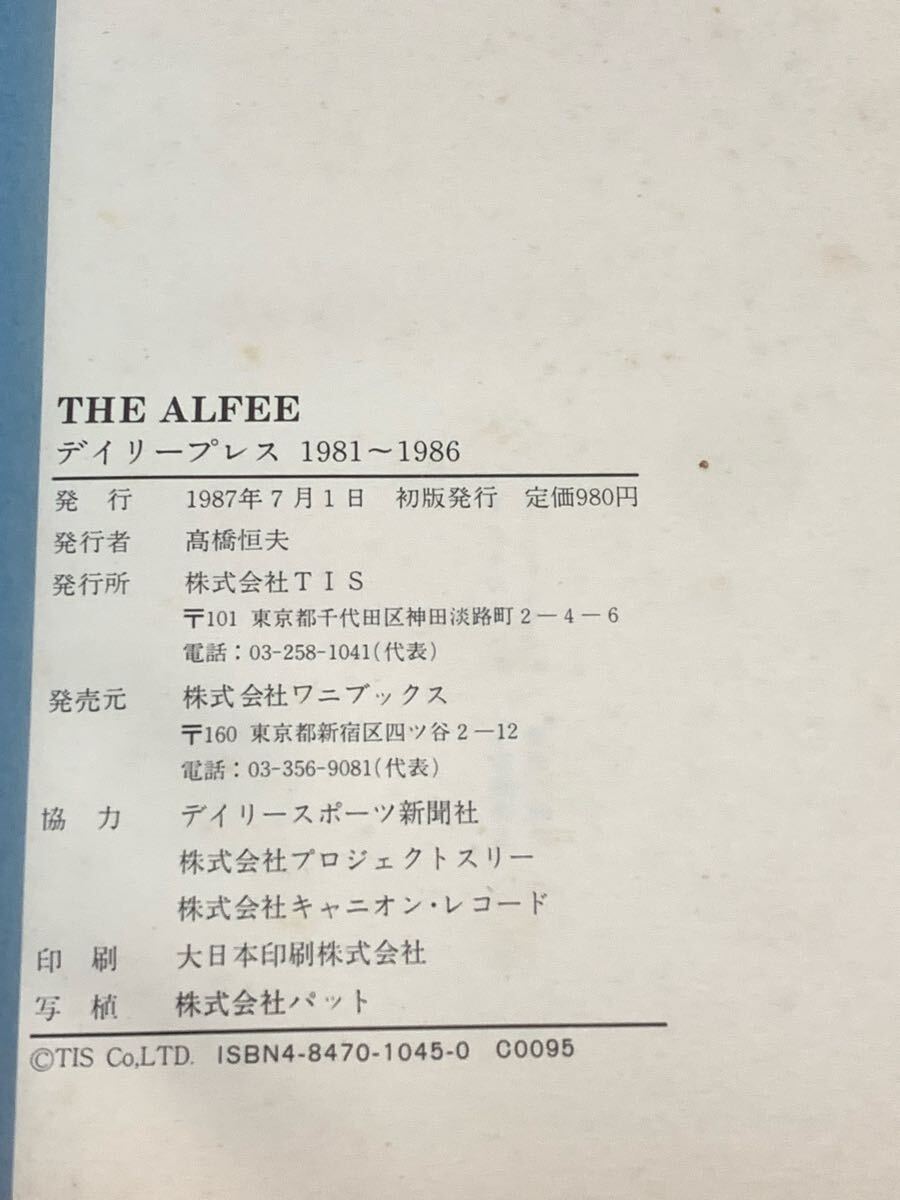 THE ALFEE
デイリープレス 1981〜1986
発 行 1987年7月1日 初版発行 定価980円
発行者 髙橋恒夫
発行所 株式会社TIS
〒101 東京都千代田区神田淡路町2－4－6
電話：03-258-1041(代表)
発売元 株式会社ワニブックス
〒160 東京都新宿区四ツ谷2－12
電話：03-356-9081(代表)
協 力 デイリースポーツ新聞社
株式会社プロジェクトスリー
株式会社キャニオン・レコード
印 刷 大日本印刷株式会社
写 植 株式会社パット
©TIS Co,LTD. ISBN4-8470-1045-0 C0095